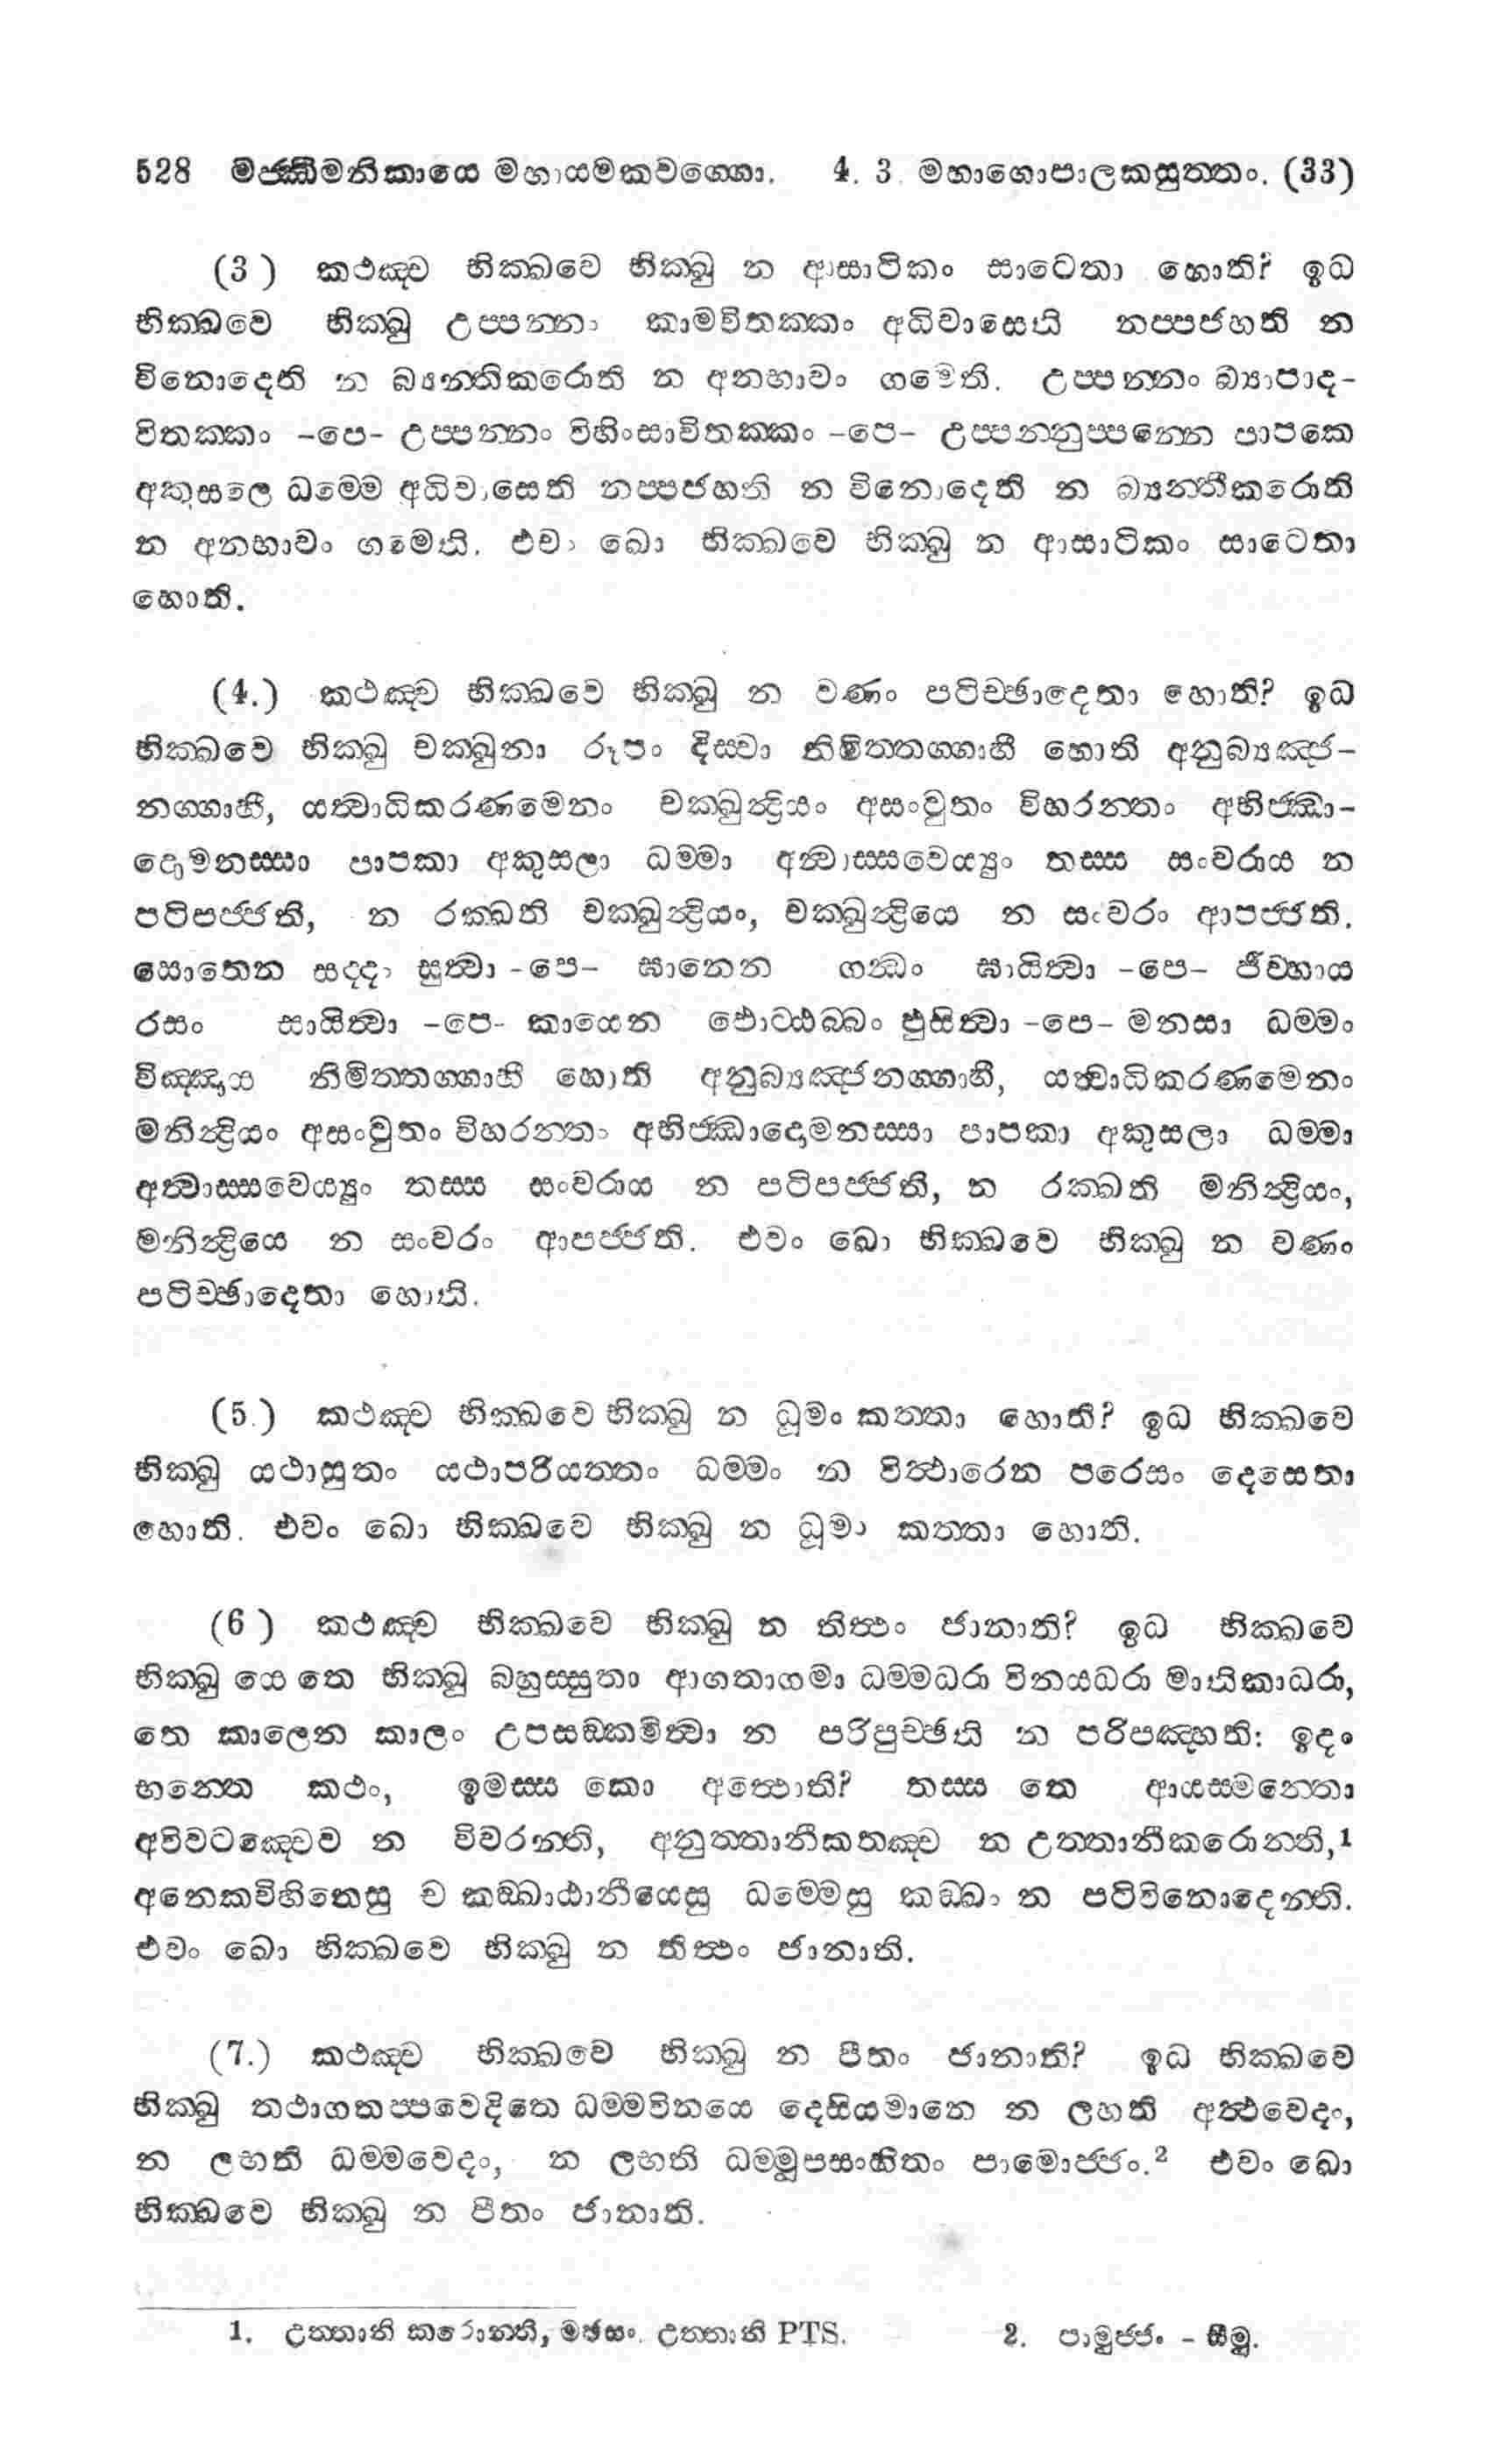 528 මජ්ඣිමනිකායෙ මහායමකවග්ගො. 4. 3. මහාගොපාලකසුත්තං. (33)
(3) කථඤ්ච භික්ඛවෙ භික්ඛු න ආසාටිකං සාටෙතා හොති? ඉධ
භික්ඛවෙ භික්ඛු උප්පන්නං කාමවිතක්කං අධිවාසෙති නප්පජහති න
විනොදෙති න බ්‍යන්තිකරොති න අනභාවං ගමෙති. උප්පන්නං බ්‍යාපාද-
විතක්කං -පෙ- උප්පන්නං විහිංසාවිතක්කං -පෙ- උප්පන්නුප්පන්නෙ පාපකෙ
අකුසලෙ ධම්මෙ අධිවාසෙති නප්පජහති න විනොදෙති න බ්‍යන්තීකරොති
න අනභාවං ගමෙති. එවං ඛො භික්ඛවෙ භික්ඛු න ආසාටිකං සාටෙතා
හොති.
(4.) කථඤ්ච භික්ඛවෙ භික්ඛු න වණං පටිච්ඡාදෙතා හොති? ඉධ
භික්ඛවෙ භික්ඛු චක්ඛුනා රූපං දිස්වා නිමිත්තග්ගාහී හොති අනුබ්‍යඤ්ජ-
නග්ගාහී, යත්වාධිකරණමෙනං චක්ඛුන්ද්‍රියං අසංවුතං විහරන්තං අභිජ්ඣා-
දොමනස්සා පාපකා අකුසලා ධම්මා අන්වාස්සවෙය්‍යුං තස්ස සංවරාය න
පටිපජ්ජති, න රක්ඛති චක්ඛුන්ද්‍රියං, චක්ඛුන්ද්‍රියෙ න සංවරං ආපජ්ජති.
සොතෙන සද්දං සුත්වා -පෙ- ඝානෙන ගන්ධං ඝායිත්වා -පෙ- ජිව්හාය
රසං සායිත්වා -පෙ- කායෙන ඵොට්ඨබ්බං ඵුසිත්වා -පෙ- මනසා ධම්මං
විඤ්ඤාය නිමිත්තග්ගාහී හොති අනුබ්‍යඤ්ජනග්ගාහී, යත්වාධිකරණමෙනං
මනින්ද්‍රියං අසංවුතං විහරන්තං අභිජ්ඣාදොමනස්සා පාපකා අකුසලා ධම්මා
අන්වාස්සවෙය්‍යුං තස්ස සංවරාය න පටිපජ්ජති, න රක්ඛති මනින්ද්‍රියං,
මනින්ද්‍රියෙ න සංවරං ආපජ්ජති. එවං ඛො භික්ඛවෙ භික්ඛු න වණං
පටිච්ඡාදෙතා හොති.
(5.) කථඤ්ච භික්ඛවෙ භික්ඛු න ධූමං කත්තා හොති? ඉධ භික්ඛවෙ
භික්ඛු යථාසුතං යථාපරියත්තං ධම්මං න විත්ථාරෙන පරෙසං දෙසෙතා
හොති. එවං ඛො භික්ඛවෙ භික්ඛු න ධූමං කත්තා හොති.
(6) කථඤ්ච භික්ඛවෙ භික්ඛු න තිත්ථං ජානාති? ඉධ භික්ඛවෙ
භික්ඛු යෙ තෙ භික්ඛූ බහුස්සුතා ආගතාගමා ධම්මධරා විනයධරා මාතිකාධරා,
තෙ කාලෙන කාලං උපසඞ්කමිත්වා න පරිපුච්ඡති න පරිපඤ්හති: ඉදං
භන්තෙ කථං, ඉමස්ස කො අත්ථොති? තස්ස තෙ ආයස්මන්තො
අවිවටඤ්චෙව න විවරන්ති, අනුත්තානීකතඤ්ච න උත්තානීකරොන්ති,1
අනෙකවිහිතෙසු ච කඞ්ඛාඨානීයෙසු ධම්මෙසු කඞ්ඛං න පටිවිනොදෙන්ති.
එවං ඛො භික්ඛවෙ භික්ඛු න තිත්ථං ජානාති.
(7.) කථඤ්ච භික්ඛවෙ භික්ඛු න පීතං ජානාති? ඉධ භික්ඛවෙ
භික්ඛු තථාගතප්පවෙදිතෙ ධම්මවිනයෙ දෙසියමානෙ න ලභති අත්ථවෙදං,
න ලභති ධම්මවෙදං, න ලභති ධම්මූපසංහිතං පාමොජ්ජං.2 එවං ඛො
භික්ඛවෙ භික්ඛු න පීතං ජානාති.
1. උත්තානි කරොන්ති, මඡසං. උත්තානි PTS. 2. පාමුජ්ජං - සීමු.